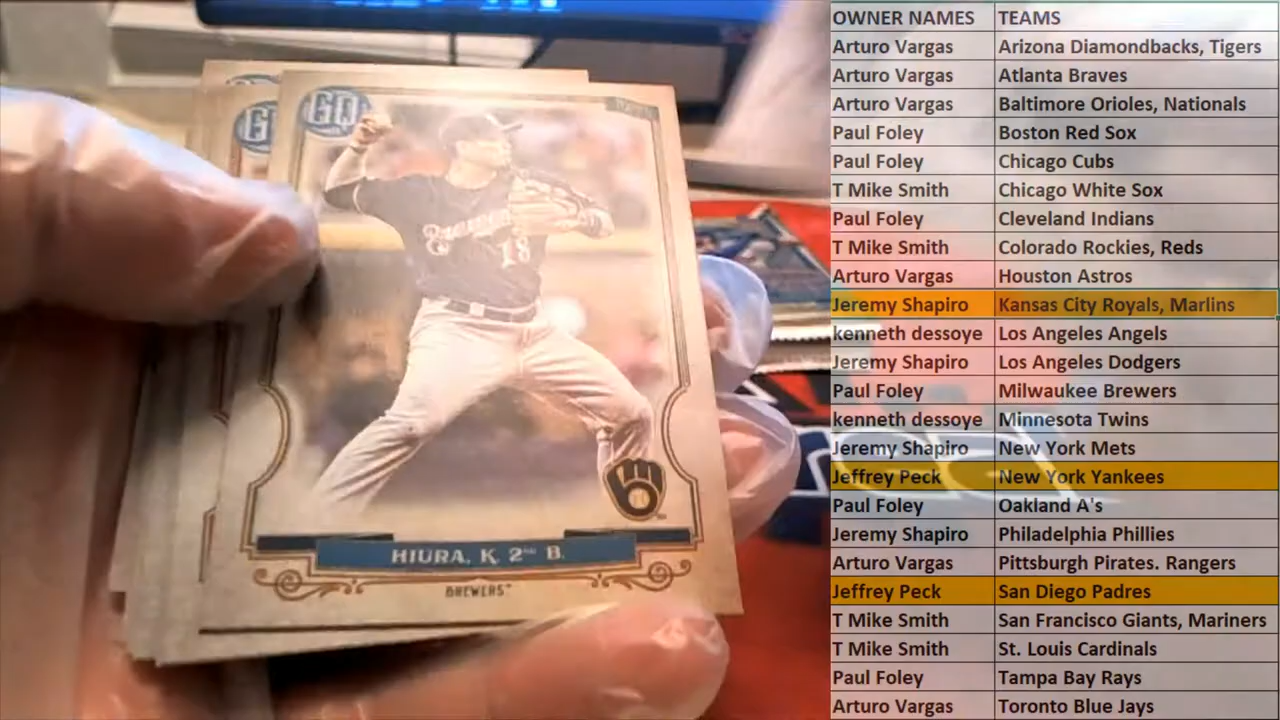 GQ
Brewers
18
HIURA, K. 2ND B.
BREWERS
OWNER NAMES TEAMS
Arturo Vargas Arizona Diamondbacks, Tigers
Arturo Vargas Atlanta Braves
Arturo Vargas Baltimore Orioles, Nationals
Paul Foley Boston Red Sox
Paul Foley Chicago Cubs
T Mike Smith Chicago White Sox
Paul Foley Cleveland Indians
T Mike Smith Colorado Rockies, Reds
Arturo Vargas Houston Astros
Jeremy Shapiro Kansas City Royals, Marlins
kenneth dessoye Los Angeles Angels
Jeremy Shapiro Los Angeles Dodgers
Paul Foley Milwaukee Brewers
kenneth dessoye Minnesota Twins
Jeremy Shapiro New York Mets
Jeffrey Peck New York Yankees
Paul Foley Oakland A's
Jeremy Shapiro Philadelphia Phillies
Arturo Vargas Pittsburgh Pirates. Rangers
Jeffrey Peck San Diego Padres
T Mike Smith San Francisco Giants, Mariners
T Mike Smith St. Louis Cardinals
Paul Foley Tampa Bay Rays
Arturo Vargas Toronto Blue Jays